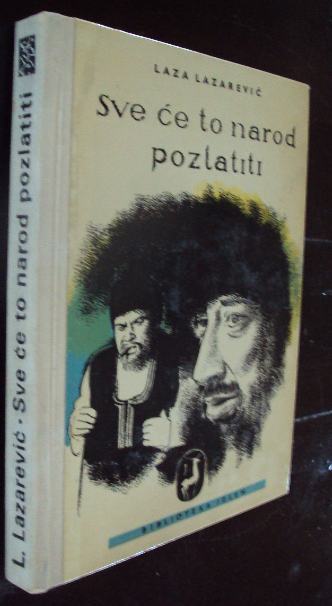 LAZA LAZAREVIĆ
Sve će to narod
pozlatiti
BIBLIOTEKA JELEN
L. Lazarević • Sve će to narod pozlatiti